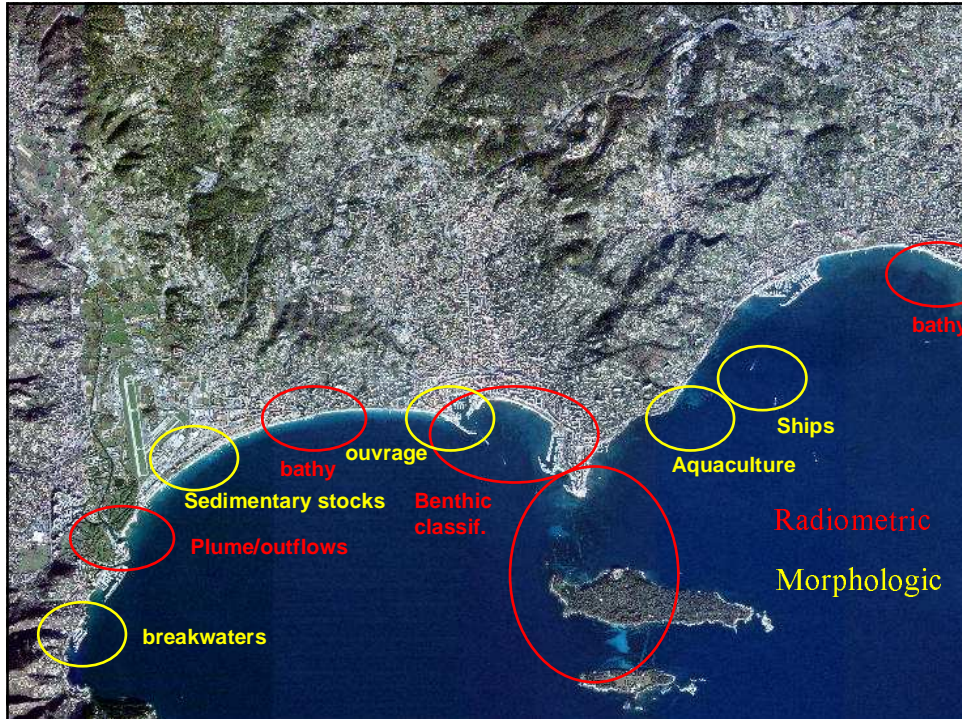 bathy
Ships
ouvrage
Aquaculture
bathy
Sedimentary stocks
Benthic
classif.
Radiometric
Plume/outflows
Morphologic
breakwaters